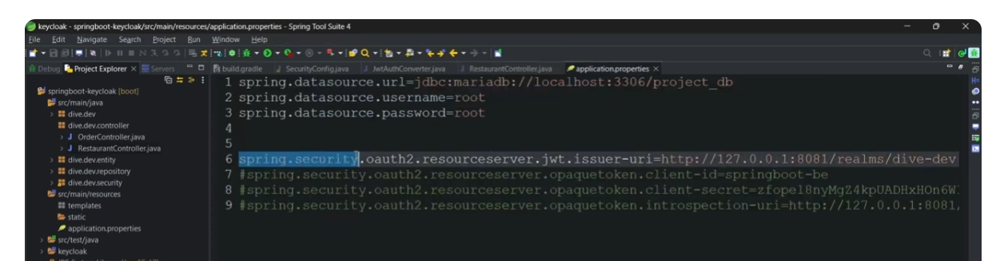 keycloak - springboot-keycloak/src/main/resources/application.properties - Spring Tool Suite 4
File Edit Navigate Search Project Run Window Help
Debug Project Explorer × Servers
build.gradle SecurityConfig.java JwtAuthConverter.java RestaurantController.java application.properties ×
springboot-keycloak [boot]
src/main/java
dive.dev
dive.dev.controller
OrderController.java
RestaurantController.java
dive.dev.entity
dive.dev.repository
dive.dev.security
src/main/resources
templates
static
application.properties
src/test/java
keycloak
1 spring.datasource.url=jdbc:mariadb://localhost:3306/project_db
2 spring.datasource.username=root
3 spring.datasource.password=root
4
5
6 spring.security.oauth2.resourceserver.jwt.issuer-uri=http://127.0.0.1:8081/realms/dive-dev
7 #spring.security.oauth2.resourceserver.opaquetoken.client-id=springboot-be
8 #spring.security.oauth2.resourceserver.opaquetoken.client-secret=zfopel8nyMgZ4kpUADHxHOn6W
9 #spring.security.oauth2.resourceserver.opaquetoken.introspection-uri=http://127.0.0.1:8081/